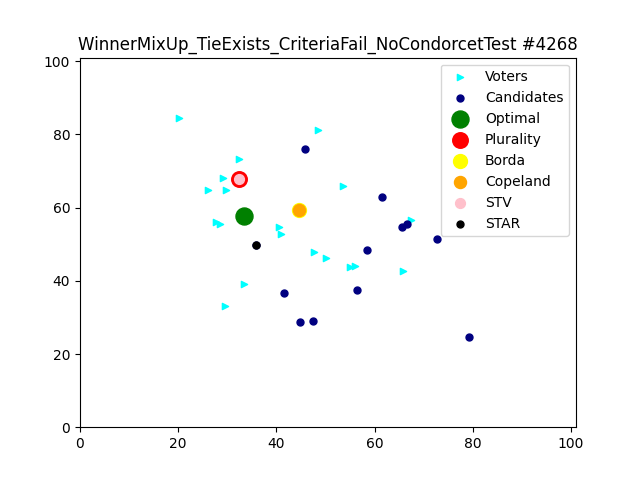 WinnerMixUp_TieExists_CriteriaFail_NoCondorcetTest #4268
100
80
60
40
20
0
0 20 40 60 80 100
Voters
Candidates
Optimal
Plurality
Borda
Copeland
STV
STAR